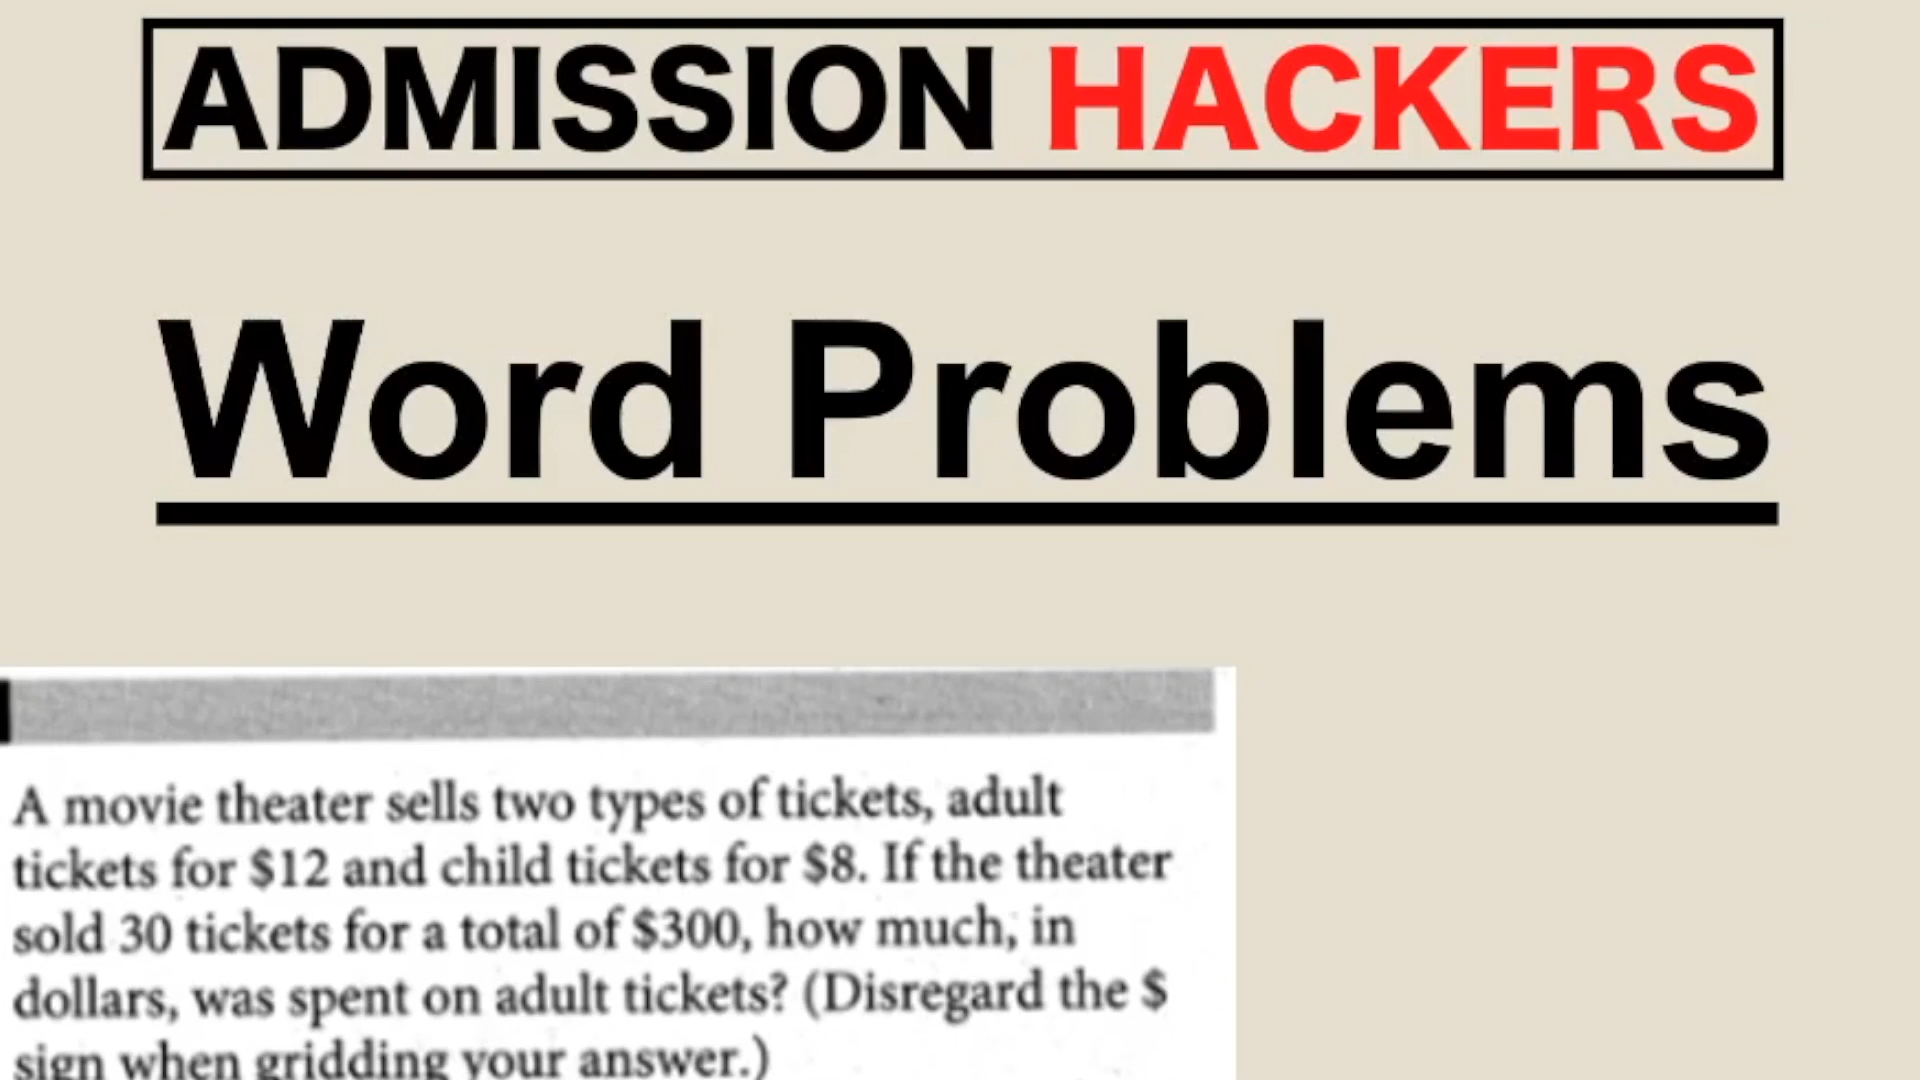 ADMISSION HACKERS
Word Problems
A movie theater sells two types of tickets, adult
tickets for $12 and child tickets for $8. If the theater
sold 30 tickets for a total of $300, how much, in
dollars, was spent on adult tickets? (Disregard the $
sign when gridding your answer.)